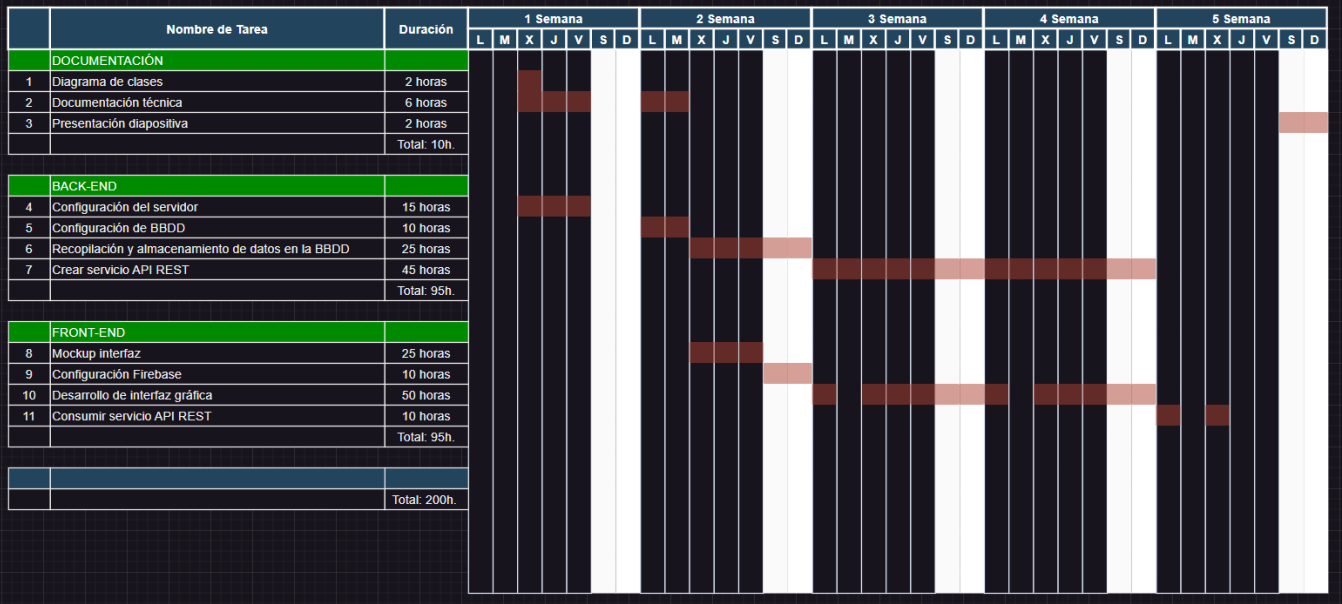 Nombre de Tarea Duración 1 Semana 2 Semana 3 Semana 4 Semana 5 Semana
L M X J V S D L M X J V S D L M X J V S D L M X J V S D L M X J V S D
DOCUMENTACIÓN
1 Diagrama de clases 2 horas
2 Documentación técnica 6 horas
3 Presentación diapositiva 2 horas
Total: 10h.
BACK-END
4 Configuración del servidor 15 horas
5 Configuración de BBDD 10 horas
6 Recopilación y almacenamiento de datos en la BBDD 25 horas
7 Crear servicio API REST 45 horas
Total: 95h.
FRONT-END
8 Mockup interfaz 25 horas
9 Configuración Firebase 10 horas
10 Desarrollo de interfaz gráfica 50 horas
11 Consumir servicio API REST 10 horas
Total: 95h.
Total: 200h.